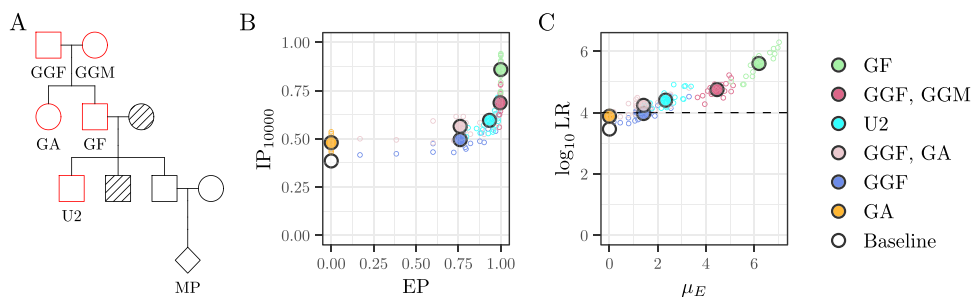 A
GGF
GGM
GA
GF
U2
MP
B
IP10000
1.00
0.75
0.50
0.25
0.00
0.00
0.25
0.50
0.75
1.00
EP
C
log10 LR
6
4
2
0
0
2
4
6
μE
GF
GGF, GGM
U2
GGF, GA
GGF
GA
Baseline